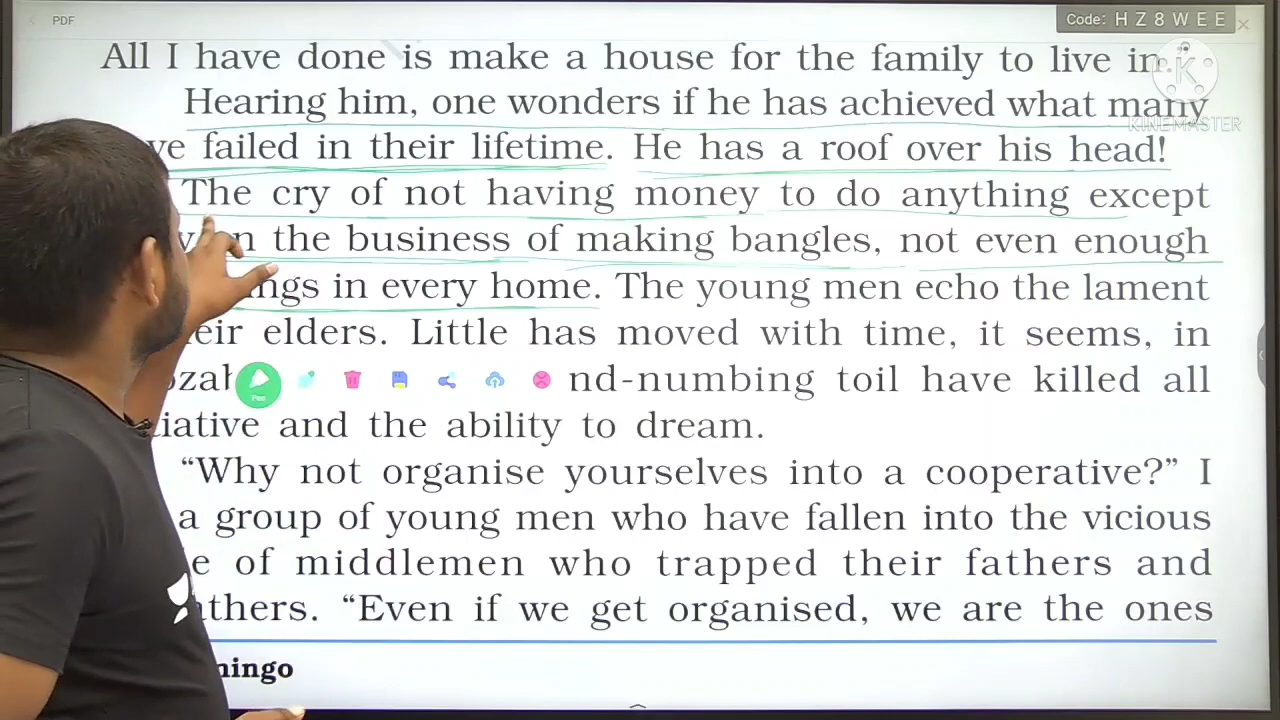 PDF
Code: H Z 8 W E E
All I have done is make a house for the family to live in."
KINEMASTER
Hearing him, one wonders if he has achieved what many
failed in their lifetime. He has a roof over his head!
The cry of not having money to do anything except
the business of making bangles, not even enough
in every home. The young men echo the lament
elders. Little has moved with time, it seems, in
Pen
nd-numbing toil have killed all
and the ability to dream.
“Why not organise yourselves into a cooperative?” I
a group of young men who have fallen into the vicious
of middlemen who trapped their fathers and
“Even if we get organised, we are the ones